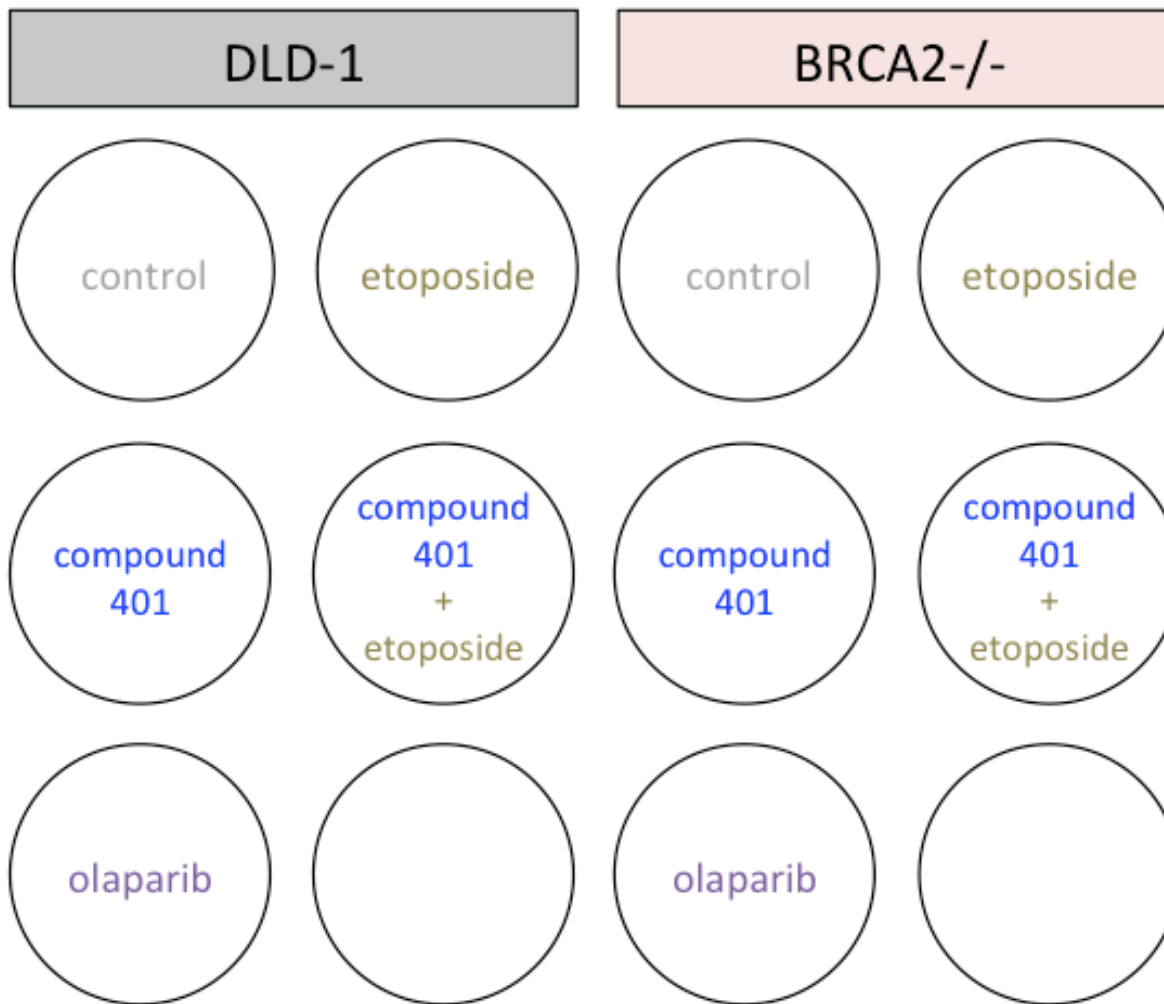 DLD-1
BRCA2-/-
control
etoposide
control
etoposide
compound
401
compound
401
+
etoposide
compound
401
compound
401
+
etoposide
olaparib
olaparib